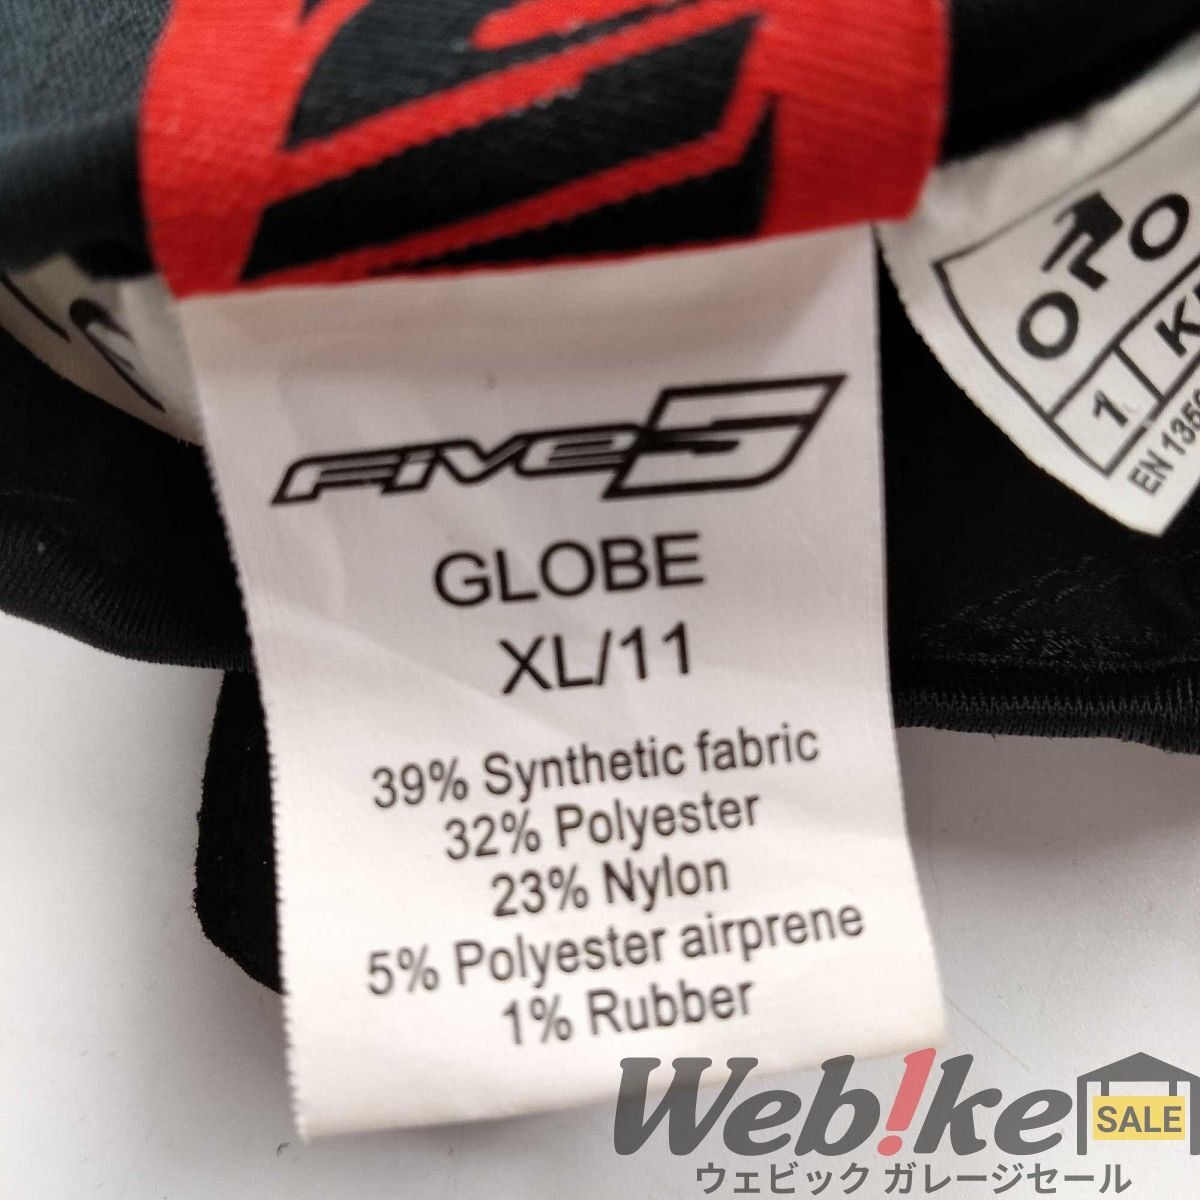 FIVE5
GLOBE
XL/11
39% Synthetic fabric
32% Polyester
23% Nylon
5% Polyester airprene
1% Rubber
1
Web!ke
SALE
ウェビック ガレージセール